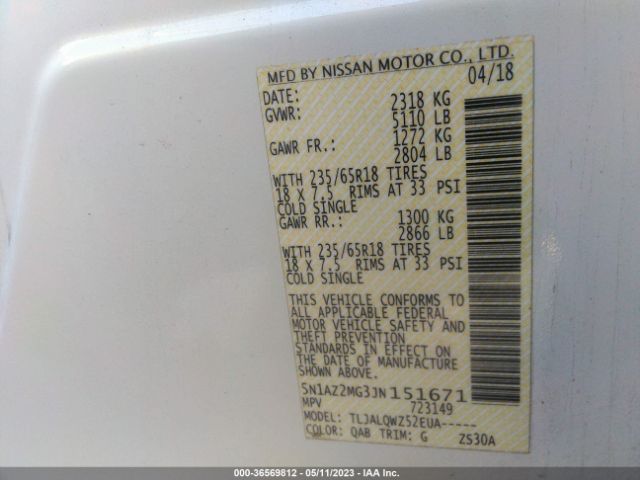 MFD BY NISSAN MOTOR CO., LTD.
DATE: 04/18
GVWR: 2318 KG
5110 LB
GAWR FR.: 1272 KG
2804 LB
WITH 235/65R18 TIRES
18 X 7.5 RIMS AT 33 PSI
COLD SINGLE
GAWR RR.: 1300 KG
2866 LB
WITH 235/65R18 TIRES
18 X 7.5 RIMS AT 33 PSI
COLD SINGLE
THIS VEHICLE CONFORMS TO
ALL APPLICABLE FEDERAL
MOTOR VEHICLE SAFETY AND
THEFT PREVENTION
STANDARDS IN EFFECT ON
THE DATE OF MANUFACTURE
SHOWN ABOVE.
5N1AZ2MG3JN151671
MPV 723149
MODEL: TLJALQWZ52EUA-----
COLOR: QAB TRIM: G ZS30A
000-36569812 - 05/11/2023 - IAA Inc.